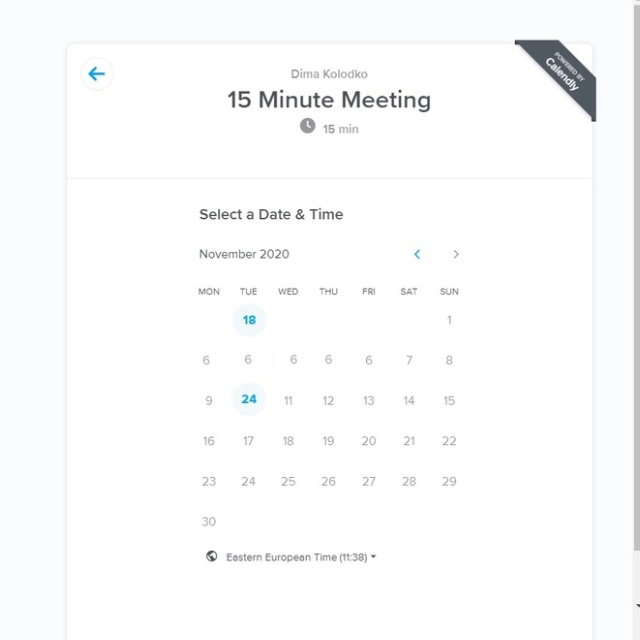 POWERED BY
Calendly
Dima Kolodko
15 Minute Meeting
15 min
Select a Date & Time
November 2020
MON TUE WED THU FRI SAT SUN
18 1
6 6 6 6 6 7 8
9 24 11 12 13 14 15
16 17 18 19 20 21 22
23 24 25 26 27 28 29
30
Eastern European Time (11:38)